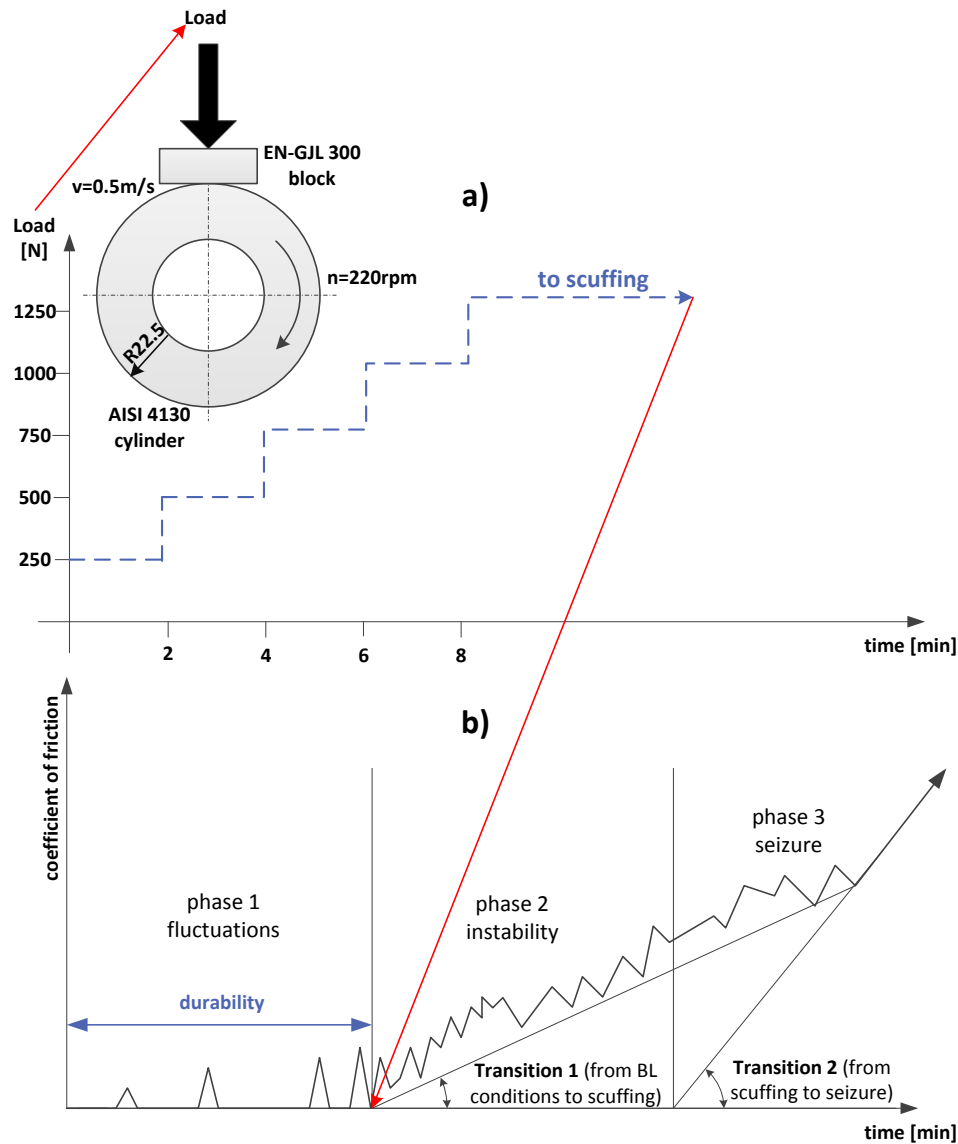 Load
EN-GJL 300
block
v=0.5m/s
a)
Load
[N]
n=220rpm
to scuffing
1250
R22.5
1000
AISI 4130
cylinder
750
500
250
2
4
6
8
time [min]
b)
coefficient of friction
phase 3
seizure
phase 1
fluctuations
phase 2
instability
durability
Transition 1 (from BL
conditions to scuffing)
Transition 2 (from
scuffing to seizure)
time [min]